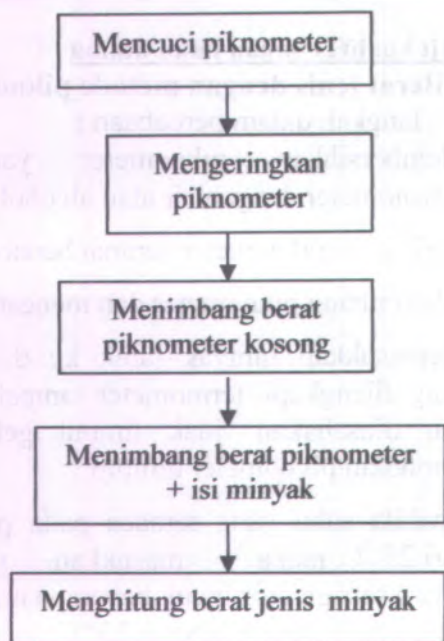 Mencuci piknometer
Mengeringkan
piknometer
Menimbang berat
piknometer kosong
Menimbang berat piknometer
+ isi minyak
Menghitung berat jenis minyak